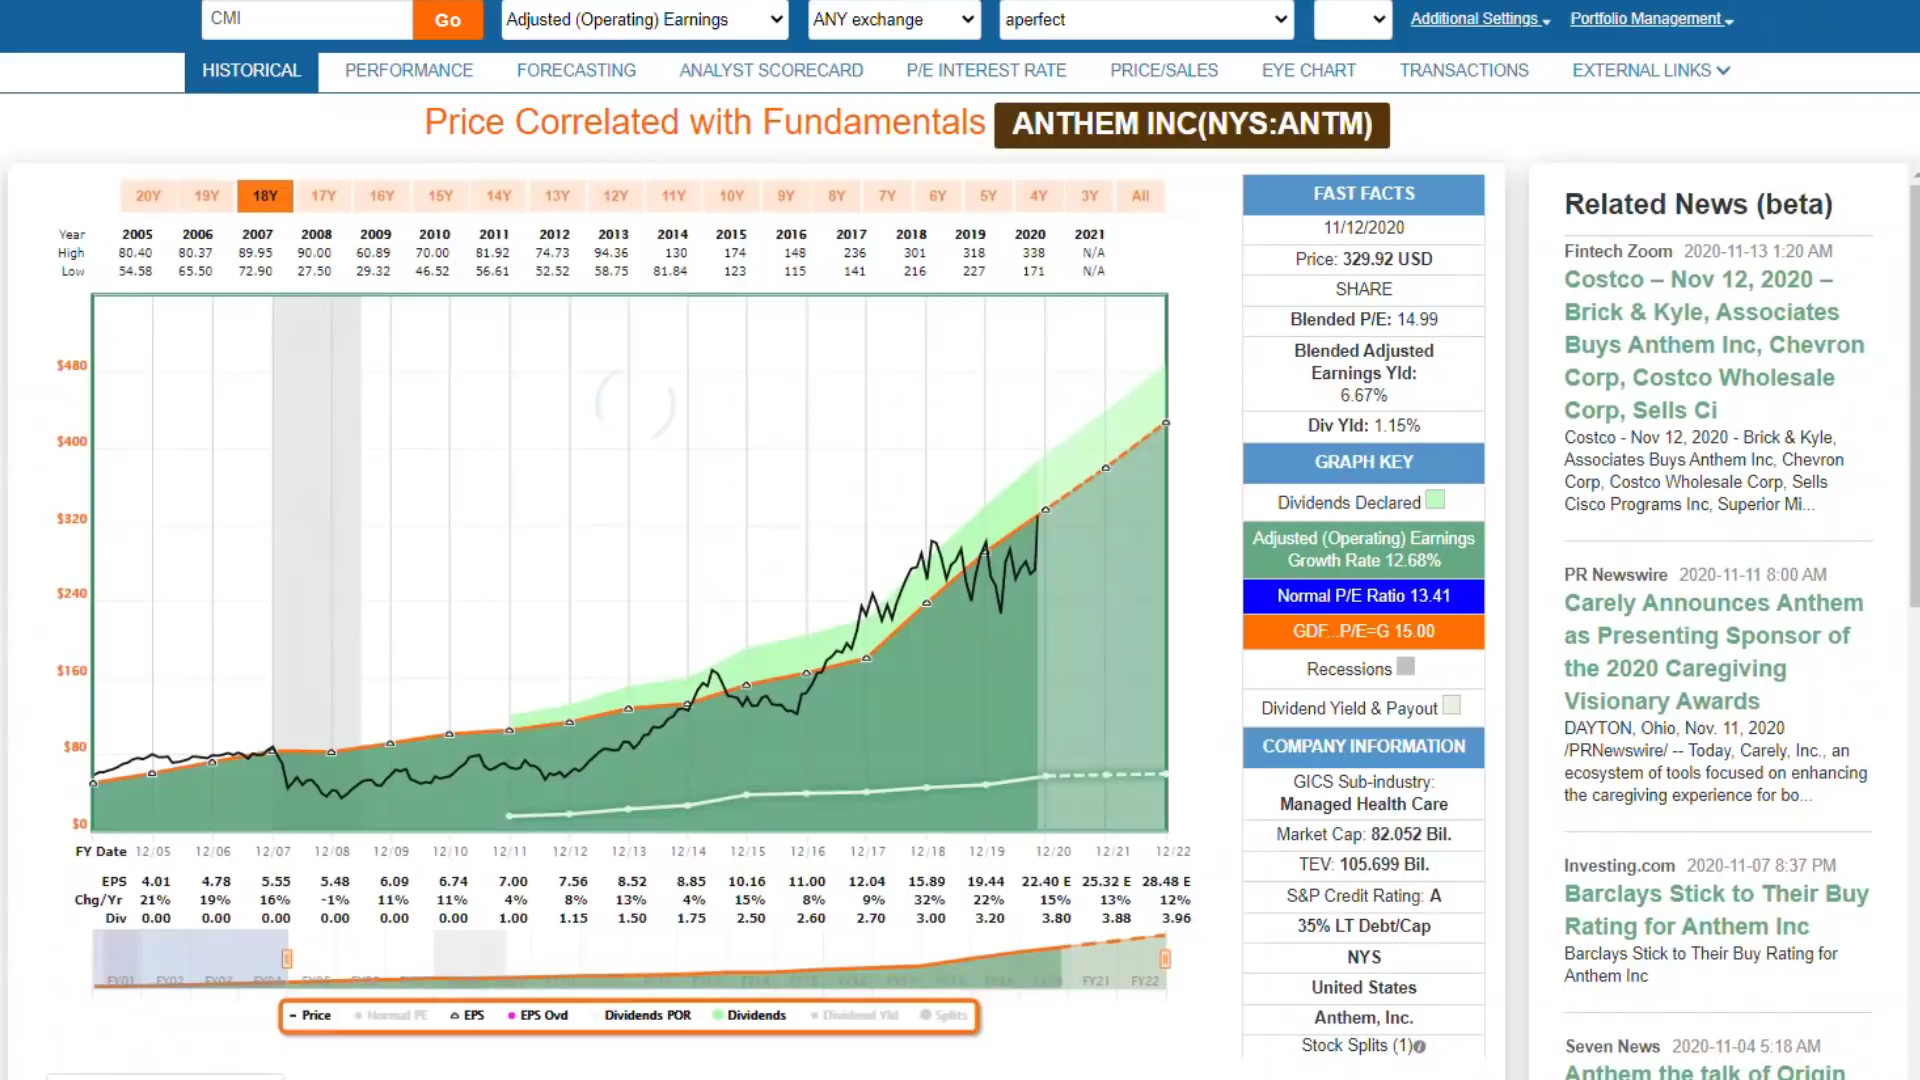 CMI Go Adjusted (Operating) Earnings ANY exchange aperfect Additional Settings Portfolio Management
HISTORICAL PERFORMANCE FORECASTING ANALYST SCORECARD P/E INTEREST RATE PRICE/SALES EYE CHART TRANSACTIONS EXTERNAL LINKS
Price Correlated with Fundamentals ANTHEM INC(NYS:ANTM)
20Y 19Y 18Y 17Y 16Y 15Y 14Y 13Y 12Y 11Y 10Y 9Y 8Y 7Y 6Y 5Y 4Y 3Y All
Year 2005 2006 2007 2008 2009 2010 2011 2012 2013 2014 2015 2016 2017 2018 2019 2020 2021
High 80.40 80.37 89.95 90.00 60.89 70.00 81.92 74.73 94.36 130 174 148 236 301 318 338 N/A
Low 54.58 65.50 72.90 27.50 29.32 46.52 56.61 52.52 58.75 81.84 123 115 141 216 227 171 N/A
$480
$400
$320
$240
$160
$80
$0
FY Date 12/05 12/06 12/07 12/08 12/09 12/10 12/11 12/12 12/13 12/14 12/15 12/16 12/17 12/18 12/19 12/20 12/21 12/22
EPS 4.01 4.78 5.55 5.48 6.09 6.74 7.00 7.56 8.52 8.85 10.16 11.00 12.04 15.89 19.44 22.40 E 25.32 E 28.48 E
Chg/Yr 21% 19% 16% -1% 11% 11% 4% 8% 13% 4% 15% 8% 9% 32% 22% 15% 13% 12%
Div 0.00 0.00 0.00 0.00 0.00 0.00 1.00 1.15 1.50 1.75 2.50 2.60 2.70 3.00 3.20 3.80 3.88 3.96
FY01 FY02 FY03 FY04 FY05 FY21 FY22
Price Normal PE EPS EPS Ovd Dividends POR Dividends Dividend Yld Splits
FAST FACTS
11/12/2020
Price: 329.92 USD
SHARE
Blended P/E: 14.99
Blended Adjusted
Earnings Yld:
6.67%
Div Yld: 1.15%
GRAPH KEY
Dividends Declared
Adjusted (Operating) Earnings
Growth Rate 12.68%
Normal P/E Ratio 13.41
GDF...P/E=G 15.00
Recessions
Dividend Yield & Payout
COMPANY INFORMATION
GICS Sub-industry:
Managed Health Care
Market Cap: 82.052 Bil.
TEV: 105.699 Bil.
S&P Credit Rating: A
35% LT Debt/Cap
NYS
United States
Anthem, Inc.
Stock Splits (1)
Related News (beta)
Fintech Zoom 2020-11-13 1:20 AM
Costco – Nov 12, 2020 –
Brick & Kyle, Associates
Buys Anthem Inc, Chevron
Corp, Costco Wholesale
Corp, Sells Ci
Costco - Nov 12, 2020 - Brick & Kyle,
Associates Buys Anthem Inc, Chevron
Corp, Costco Wholesale Corp, Sells
Cisco Programs Inc, Superior Mi...
PR Newswire 2020-11-11 8:00 AM
Carely Announces Anthem
as Presenting Sponsor of
the 2020 Caregiving
Visionary Awards
DAYTON, Ohio, Nov. 11, 2020
/PRNewswire/ -- Today, Carely, Inc., an
ecosystem of tools focused on enhancing
the caregiving experience for bo...
Investing.com 2020-11-07 8:37 PM
Barclays Stick to Their Buy
Rating for Anthem Inc
Barclays Stick to Their Buy Rating for
Anthem Inc
Seven News 2020-11-04 5:18 AM
Anthem the talk of Origin